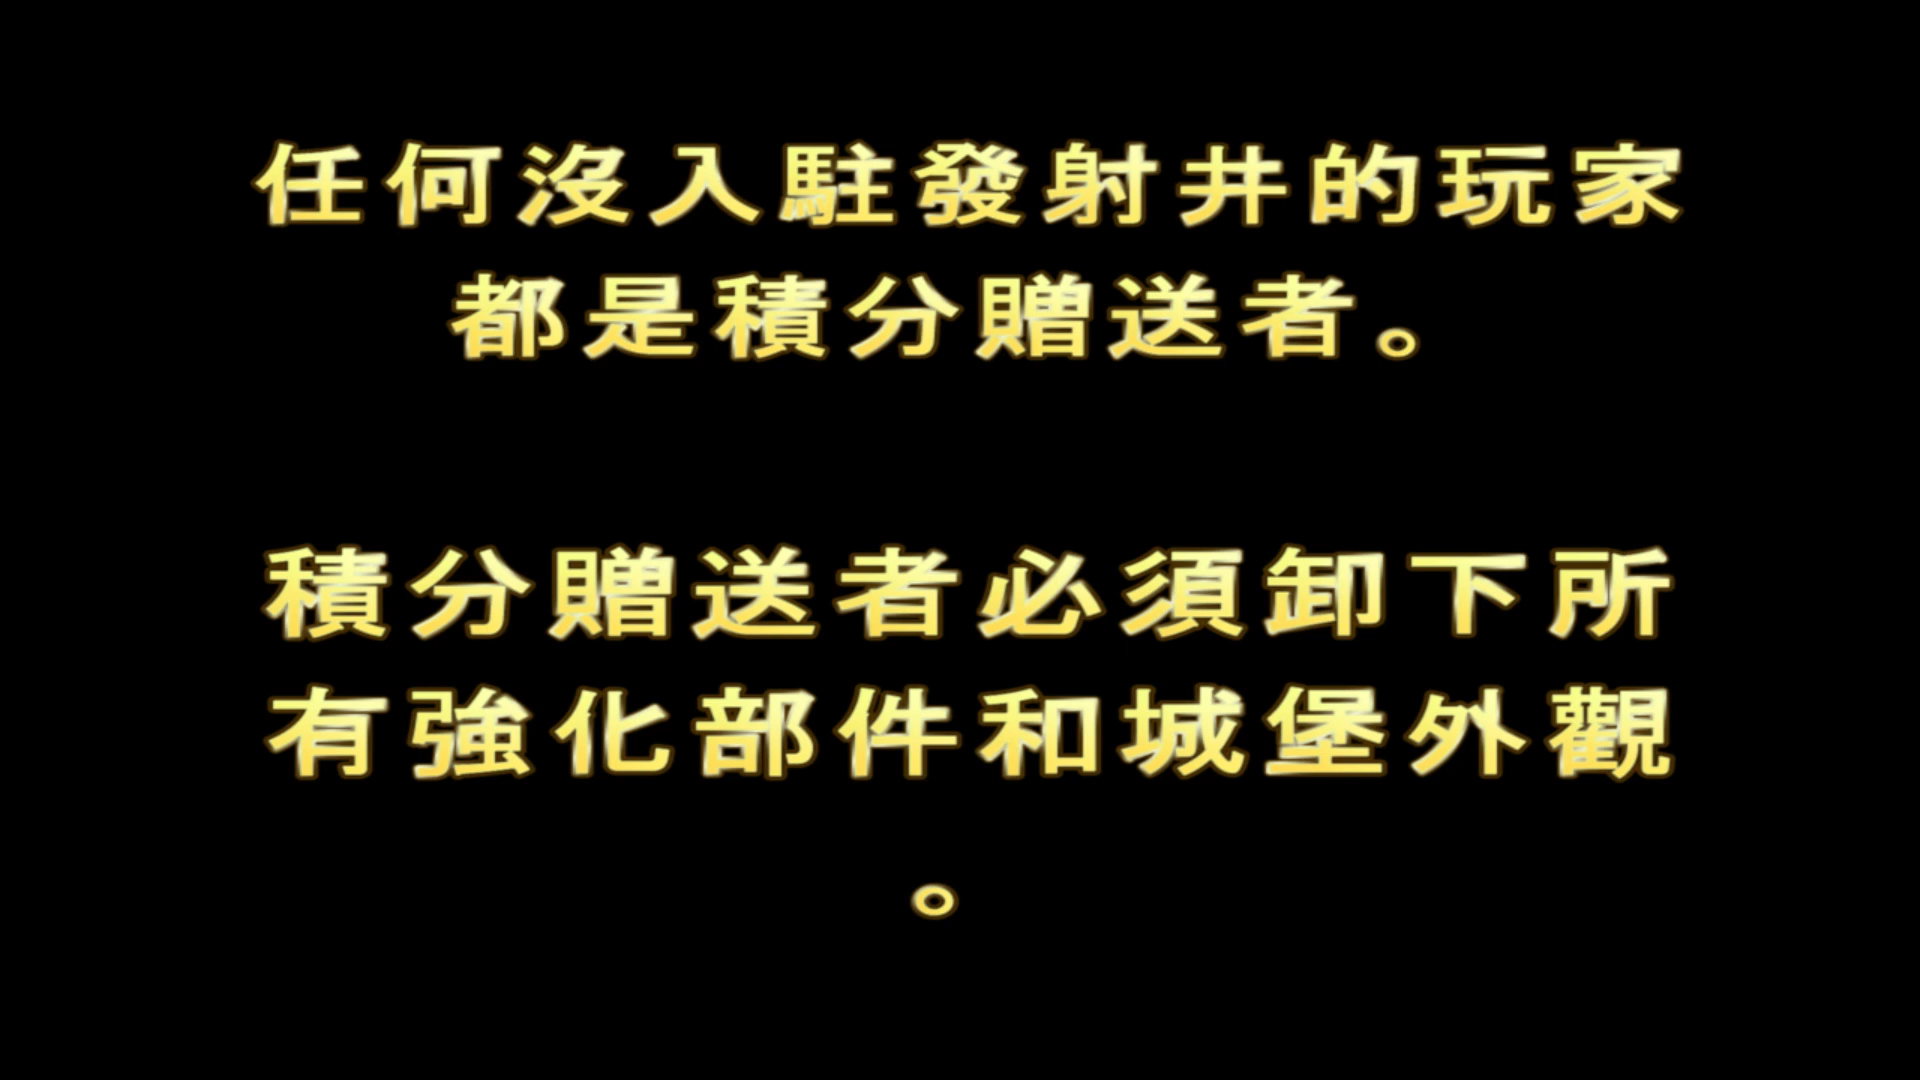 任何沒入駐發射井的玩家
都是積分贈送者。
積分贈送者必須卸下所
有強化部件和城堡外觀
。